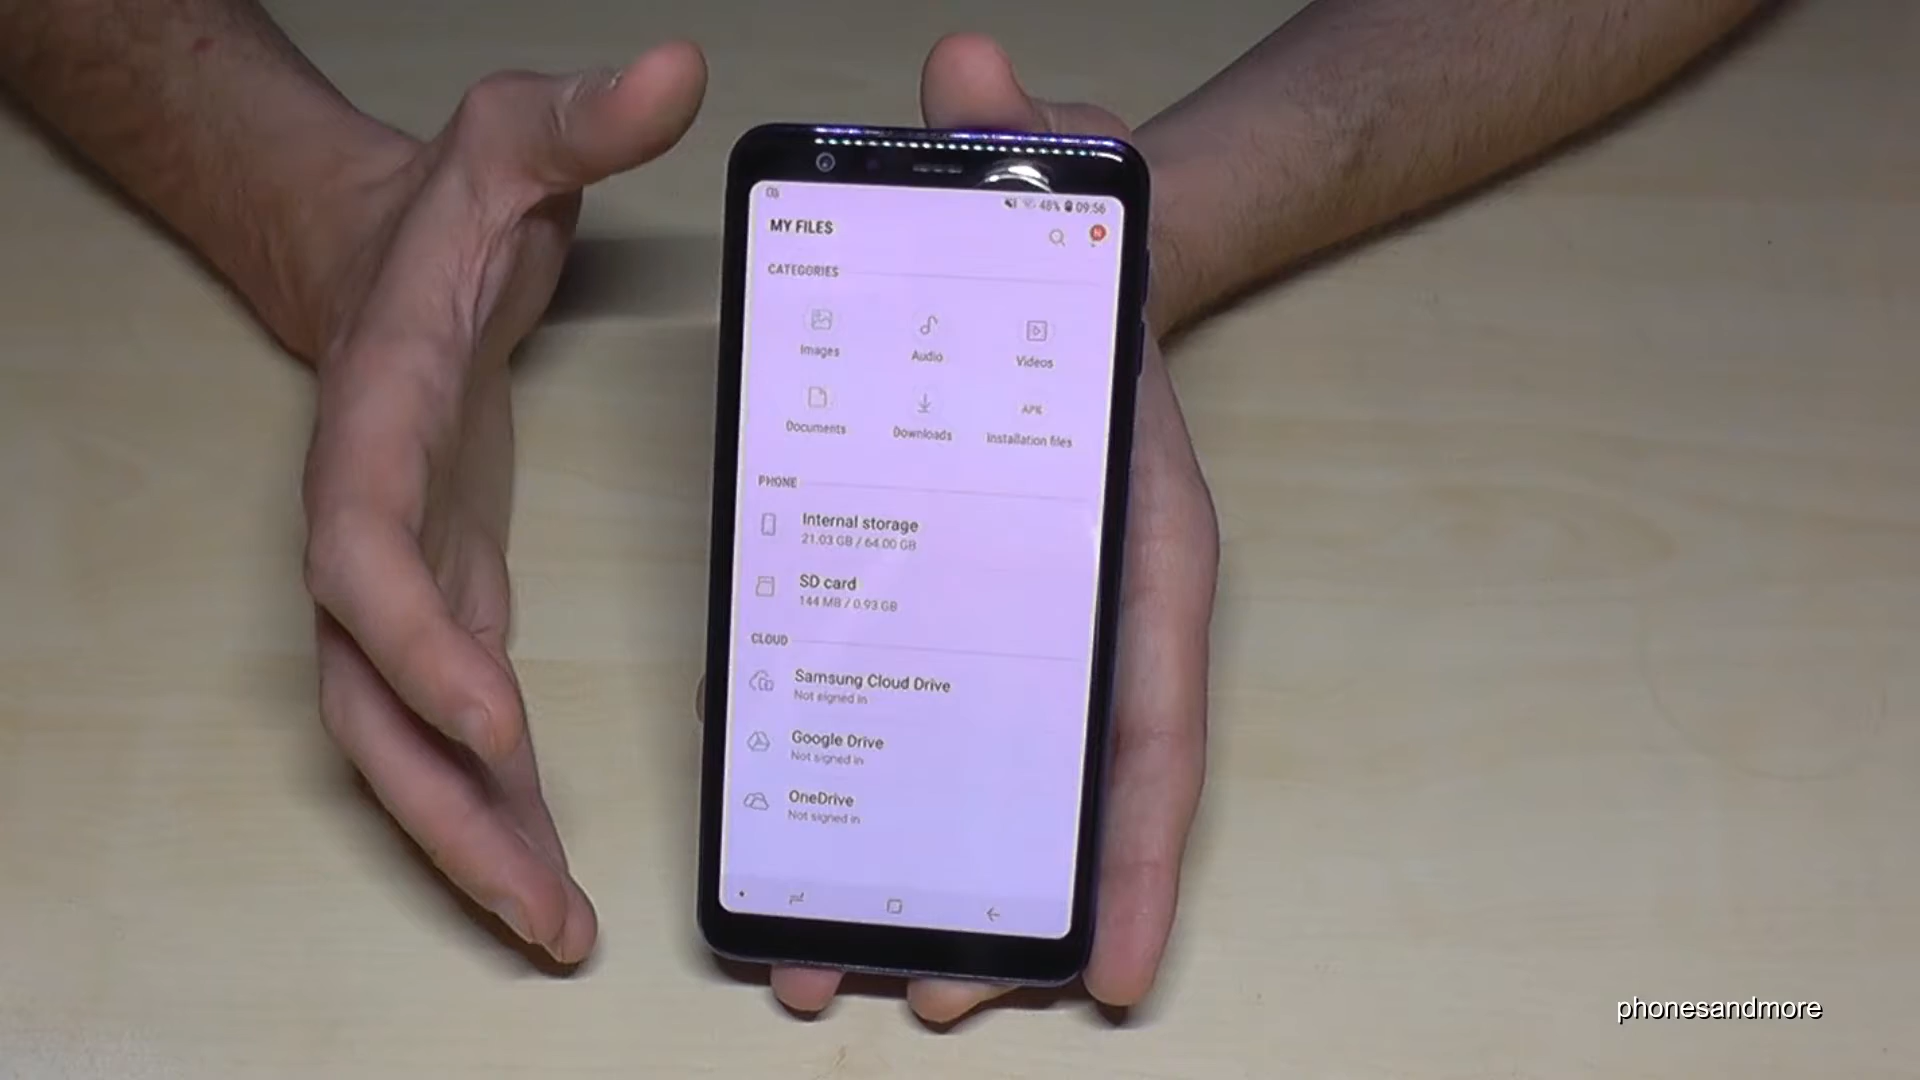 48% 09:56
MY FILES
N
CATEGORIES
Images
Audio
Videos
Documents
Downloads
APK
Installation files
PHONE
Internal storage
21.03 GB / 64.00 GB
SD card
144 MB / 0.93 GB
CLOUD
Samsung Cloud Drive
Not signed in
Google Drive
Not signed in
OneDrive
Not signed in
phonesandmore